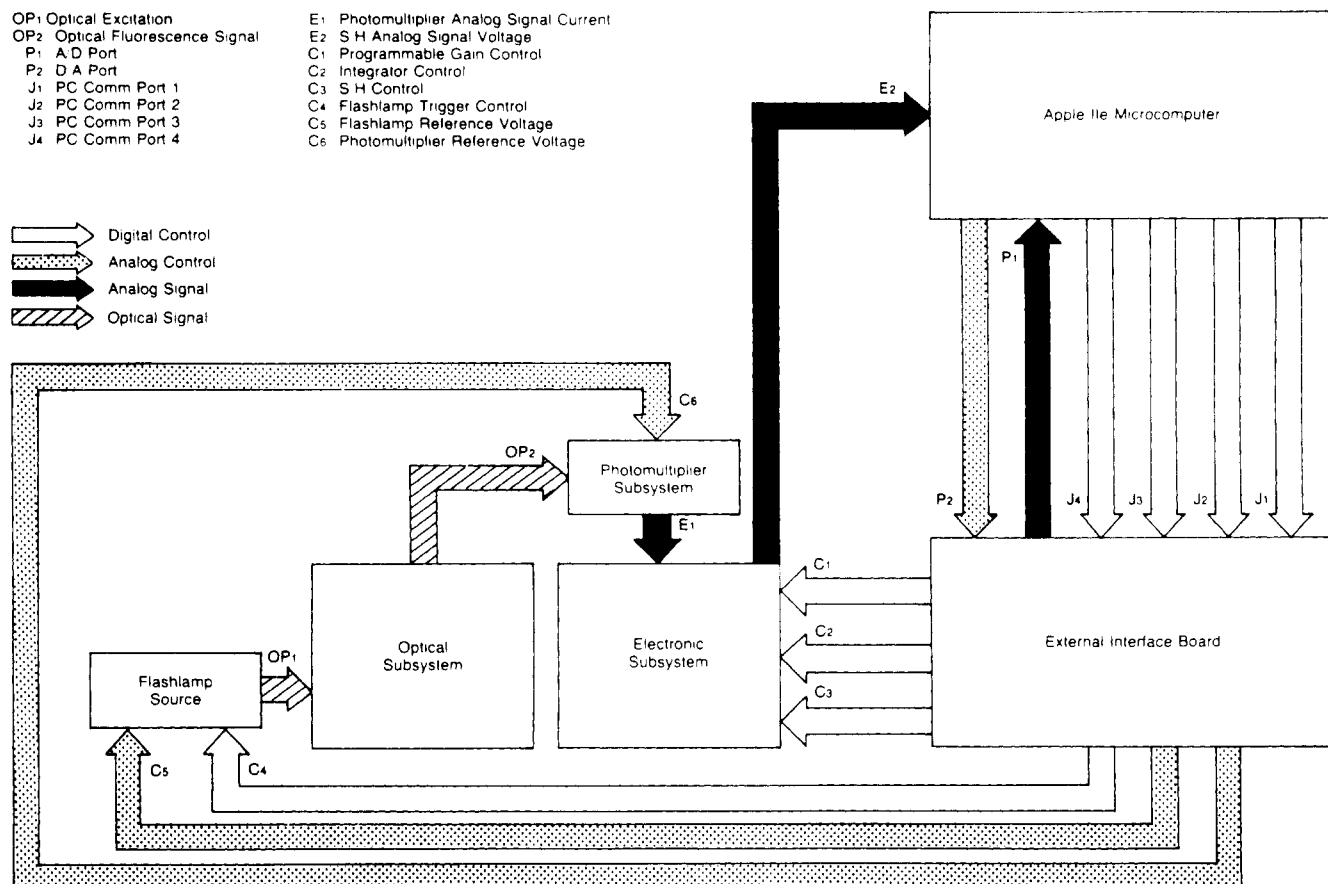 OP₁ Optical Excitation
OP₂ Optical Fluorescence Signal
P₁ A/D Port
P₂ D A Port
J₁ PC Comm Port 1
J₂ PC Comm Port 2
J₃ PC Comm Port 3
J₄ PC Comm Port 4
E₁ Photomultiplier Analog Signal Current
E₂ S H Analog Signal Voltage
C₁ Programmable Gain Control
C₂ Integrator Control
C₃ S H Control
C₄ Flashlamp Trigger Control
C₅ Flashlamp Reference Voltage
C₆ Photomultiplier Reference Voltage
Digital Control
Analog Control
Analog Signal
Optical Signal
E₂
Apple IIe Microcomputer
P₁
C₆
OP₂
Photomultiplier
Subsystem
E₁
P₂
J₄
J₃
J₂
J₁
C₁
C₂
C₃
Optical
Subsystem
Electronic
Subsystem
External Interface Board
OP₁
Flashlamp
Source
C₅
C₄